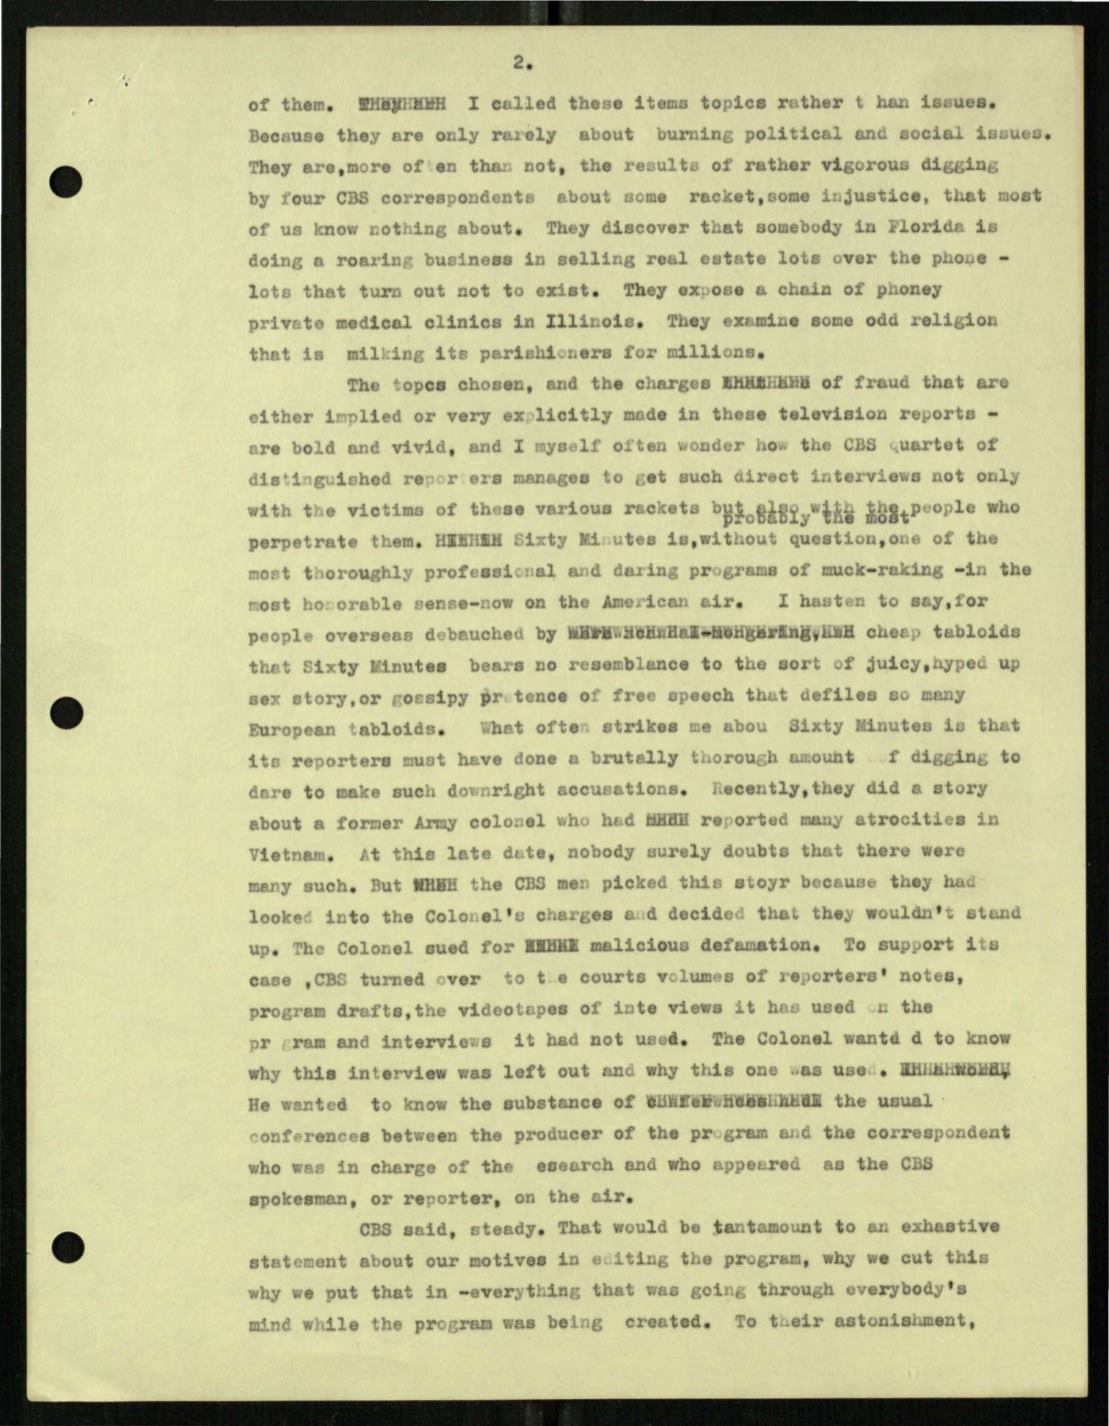 2.
of them. I called these items topics rather t han issues.
Because they are only rarely about burning political and social issues.
They are,more of en than not, the results of rather vigorous digging
by four CBS correspondents about some racket,some injustice, that most
of us know nothing about. They discover that somebody in Florida is
doing a roaring business in selling real estate lots over the phone -
lots that turn out not to exist. They expose a chain of phoney
private medical clinics in Illinois. They examine some odd religion
that is milking its parishioners for millions.
The topcs chosen, and the charges of fraud that are
either implied or very explicitly made in these television reports -
are bold and vivid, and I myself often wonder how the CBS quartet of
distinguished repor ers manages to get such direct interviews not only
with the victims of these various rackets but also with the people who
probably the most
perpetrate them. Sixty Minutes is,without question,one of the
most thoroughly professional and daring programs of muck-raking -in the
most honorable sense-now on the American air. I hasten to say,for
people overseas debauched by cheap tabloids
that Sixty Minutes bears no resemblance to the sort of juicy,hyped up
sex story,or gossipy pretence of free speech that defiles so many
European tabloids. What often strikes me abou Sixty Minutes is that
its reporters must have done a brutally thorough amount of digging to
dare to make such downright accusations. Recently,they did a story
about a former Army colonel who had reported many atrocities in
Vietnam. At this late date, nobody surely doubts that there were
many such. But the CBS men picked this stoyr because they had
looked into the Colonel's charges and decided that they wouldn't stand
up. The Colonel sued for malicious defamation. To support its
case ,CBS turned over to t e courts volumes of reporters' notes,
program drafts,the videotapes of inte views it has used on the
pr gram and interviews it had not used. The Colonel wantd d to know
why this interview was left out and why this one was used.
He wanted to know the substance of the usual
conferences between the producer of the program and the correspondent
who was in charge of the esearch and who appeared as the CBS
spokesman, or reporter, on the air.
CBS said, steady. That would be tantamount to an exhastive
statement about our motives in editing the program, why we cut this
why we put that in -everything that was going through everybody's
mind while the program was being created. To their astonishment,